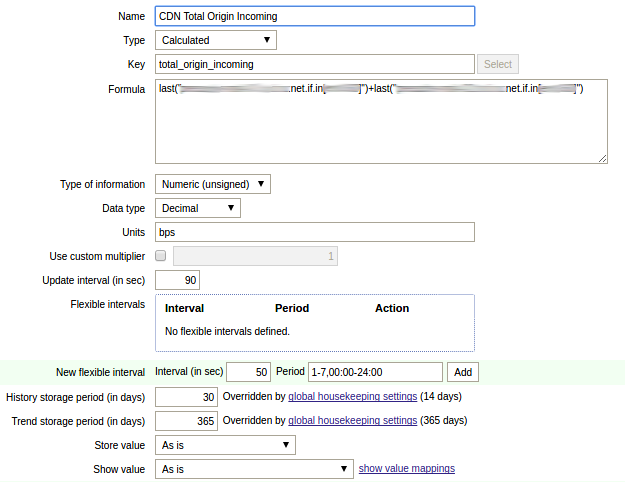 Name CDN Total Origin Incoming
Type Calculated
Key total_origin_incoming Select
Formula last(" .net.if.in[ ]")+last(" .net.if.in[ ]")
Type of information Numeric (unsigned)
Data type Decimal
Units bps
Use custom multiplier 1
Update interval (in sec) 90
Flexible intervals Interval Period Action
No flexible intervals defined.
New flexible interval Interval (in sec) 50 Period 1-7,00:00-24:00 Add
History storage period (in days) 30 Overridden by global housekeeping settings (14 days)
Trend storage period (in days) 365 Overridden by global housekeeping settings (365 days)
Store value As is
Show value As is show value mappings